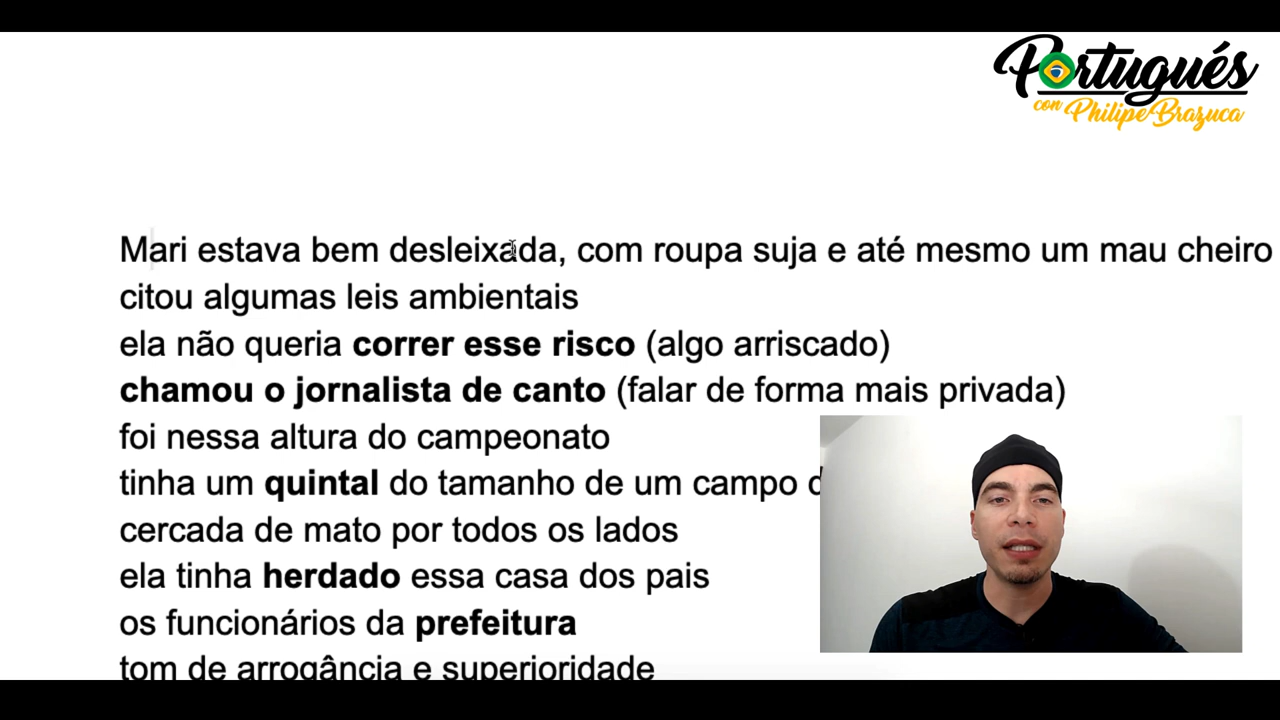 Portugués
con PhilipeBrazuca
Mari estava bem desleixada, com roupa suja e até mesmo um mau cheiro
citou algumas leis ambientais
ela não queria correr esse risco (algo arriscado)
chamou o jornalista de canto (falar de forma mais privada)
foi nessa altura do campeonato
tinha um quintal do tamanho de um campo
cercada de mato por todos os lados
ela tinha herdado essa casa dos pais
os funcionários da prefeitura
tom de arrogância e superioridade